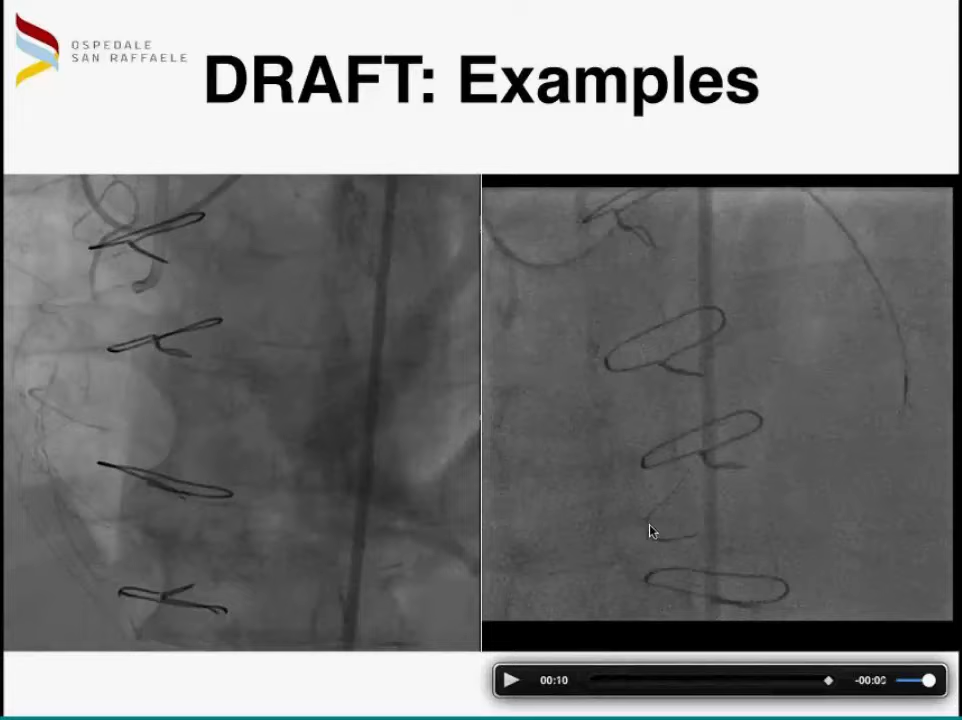 OSPEDALE
SAN RAFFAELE
DRAFT: Examples
00:10
-00:00